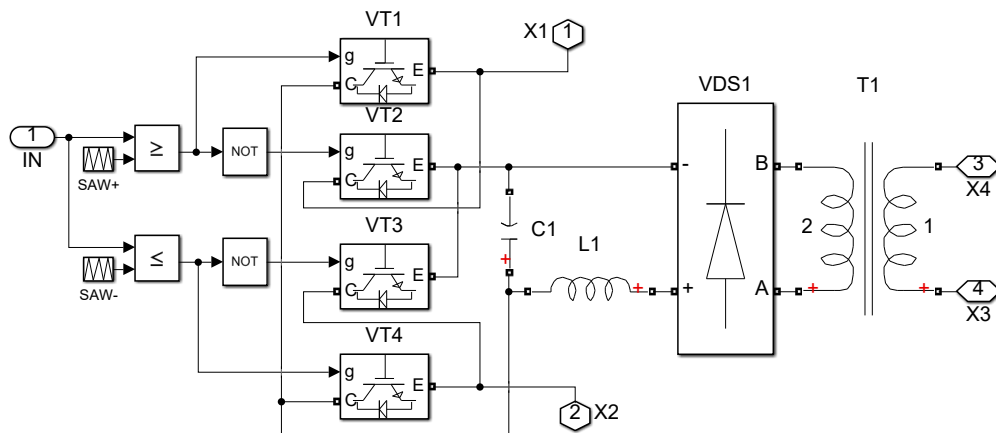 VT1
g
C
E
X1
1
VT2
g
C
E
VDS1
T1
1
IN
SAW+
≥
NOT
-
B
3
X4
C1
+
2
1
VT3
g
C
E
L1
+
+
A
+
+
4
X3
SAW-
≤
NOT
VT4
g
C
E
2
X2